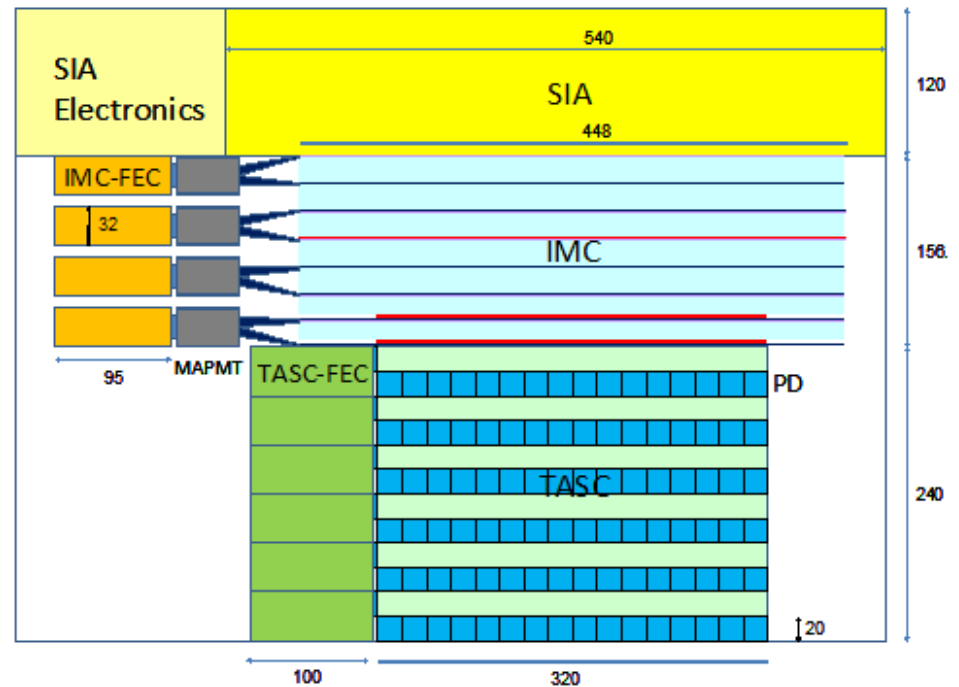 540
SIA
Electronics
SIA
120
448
IMC-FEC
32
IMC
156.
95
MAPMT
TASC-FEC
PD
TASC
240
20
100
320